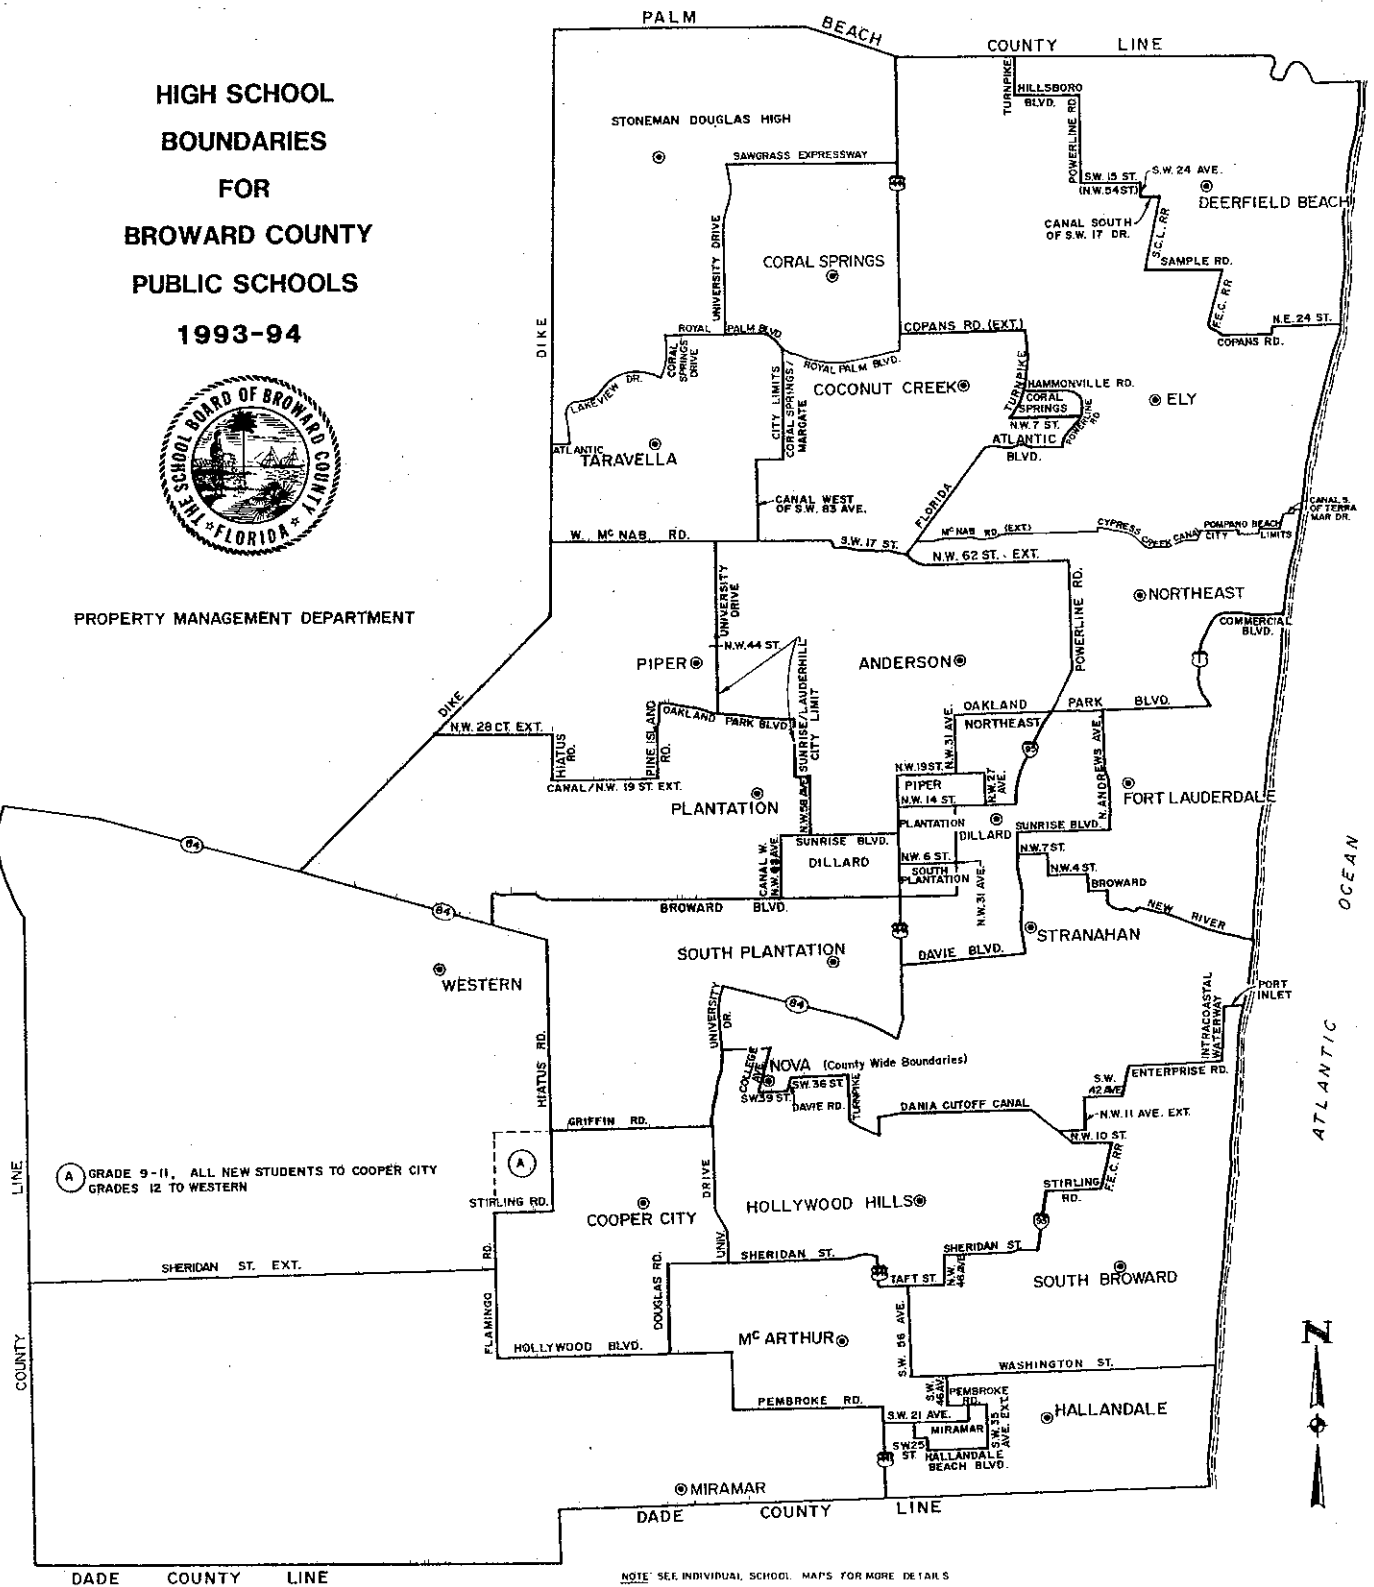 HIGH SCHOOL
BOUNDARIES
FOR
BROWARD COUNTY
PUBLIC SCHOOLS
1993-94
THE SCHOOL BOARD OF BROWARD COUNTY
FLORIDA
PROPERTY MANAGEMENT DEPARTMENT
PALM BEACH COUNTY LINE
TURNPIKE
HILLSBORO
BLVD.
POWERLINE RD.
STONEMAN DOUGLAS HIGH
SAWGRASS EXPRESSWAY
S.W. 15 ST.
(N.W. 54 ST)
S.W. 24 AVE.
DEERFIELD BEACH
CANAL SOUTH
OF S.W. 17 DR.
S.C.L. RR
SAMPLE RD.
F.E.C. RR
N.E. 24 ST.
COPANS RD.
UNIVERSITY DRIVE
CORAL SPRINGS
DIKE
ROYAL PALM BLVD
COPANS RD. (EXT.)
ROYAL PALM BLVD.
CORAL
SPRINGS
DRIVE
LAKEVIEW DR.
CITY LIMITS
CORAL SPRINGS/
MARGATE
COCONUT CREEK
TURNPIKE
HAMMONVILLE RD.
CORAL
SPRINGS
N.W. 7 ST.
POWERLINE
RD
ELY
ATLANTIC
TARAVELLA
ATLANTIC
BLVD.
CANAL WEST
OF S.W. 83 AVE.
FLORIDA
CANAL S.
OF TERRA
MAR DR.
W. McNAB RD.
S.W. 17 ST.
McNAB RD. (EXT)
CYPRESS CREEK CANAL
POMPANO BEACH
CITY LIMITS
N.W. 62 ST. EXT.
UNIVERSITY
DRIVE
POWERLINE RD.
NORTHEAST
COMMERCIAL
BLVD.
1
N.W. 44 ST.
PIPER
SUNRISE/LAUDERHILL
CITY LIMIT
ANDERSON
DIKE
N.W. 28 CT. EXT.
HIATUS
RD.
PINE ISLAND
RD.
OAKLAND PARK BLVD.
OAKLAND PARK BLVD.
NORTHEAST
N.W. 31 AVE.
95
CANAL/N.W. 19 ST. EXT.
N.W. 19 ST.
PIPER
N.W. 27
AVE.
N.W. 14 ST.
N. ANDREWS AVE.
FORT LAUDERDALE
PLANTATION
N.W. 58 AVE
PLANTATION
DILLARD
SUNRISE BLVD.
84
SUNRISE BLVD.
DILLARD
CANAL W.
N.W. 6 ST.
SOUTH
PLANTATION
N.W. 31 AVE.
N.W. 7 ST.
N.W. 4 ST.
BROWARD
NEW RIVER
BROWARD BLVD.
84
STRANAHAN
DAVIE BLVD.
SOUTH PLANTATION
WESTERN
84
UNIVERSITY
DR.
INTRACOASTAL
WATERWAY
PORT
INLET
ATLANTIC OCEAN
HIATUS RD.
COLLEGE
AVE.
NOVA (County Wide Boundaries)
S.W. 36 ST
SW39 ST.
DAVIE RD.
TURNPIKE
DANIA CUTOFF CANAL
S.W.
42 AVE
ENTERPRISE RD.
N.W. 11 AVE. EXT.
N.W. 10 ST.
GRIFFIN RD.
A
A
GRADE 9-11, ALL NEW STUDENTS TO COOPER CITY
GRADES 12 TO WESTERN
STIRLING RD.
COOPER CITY
DRIVE
UNIV.
HOLLYWOOD HILLS
STIRLING
RD.
F.E.C. RR
95
SHERIDAN ST. EXT.
FLAMINGO RD.
DOUGLAS RD.
SHERIDAN ST.
TAFT ST.
N.W.
46 AVE
SHERIDAN ST.
SOUTH BROWARD
COUNTY LINE
HOLLYWOOD BLVD.
McARTHUR
S.W. 56 AVE.
WASHINGTON ST.
PEMBROKE RD.
S.W.
46 AV.
PEMBROKE
RD.
S.W. 21 AVE.
MIRAMAR
S.W. 35
AVE. EXT.
SW25
ST.
HALLANDALE
BEACH BLVD.
HALLANDALE
MIRAMAR
N
DADE COUNTY LINE
DADE COUNTY LINE
NOTE: SEE INDIVIDUAL SCHOOL MAPS FOR MORE DETAILS